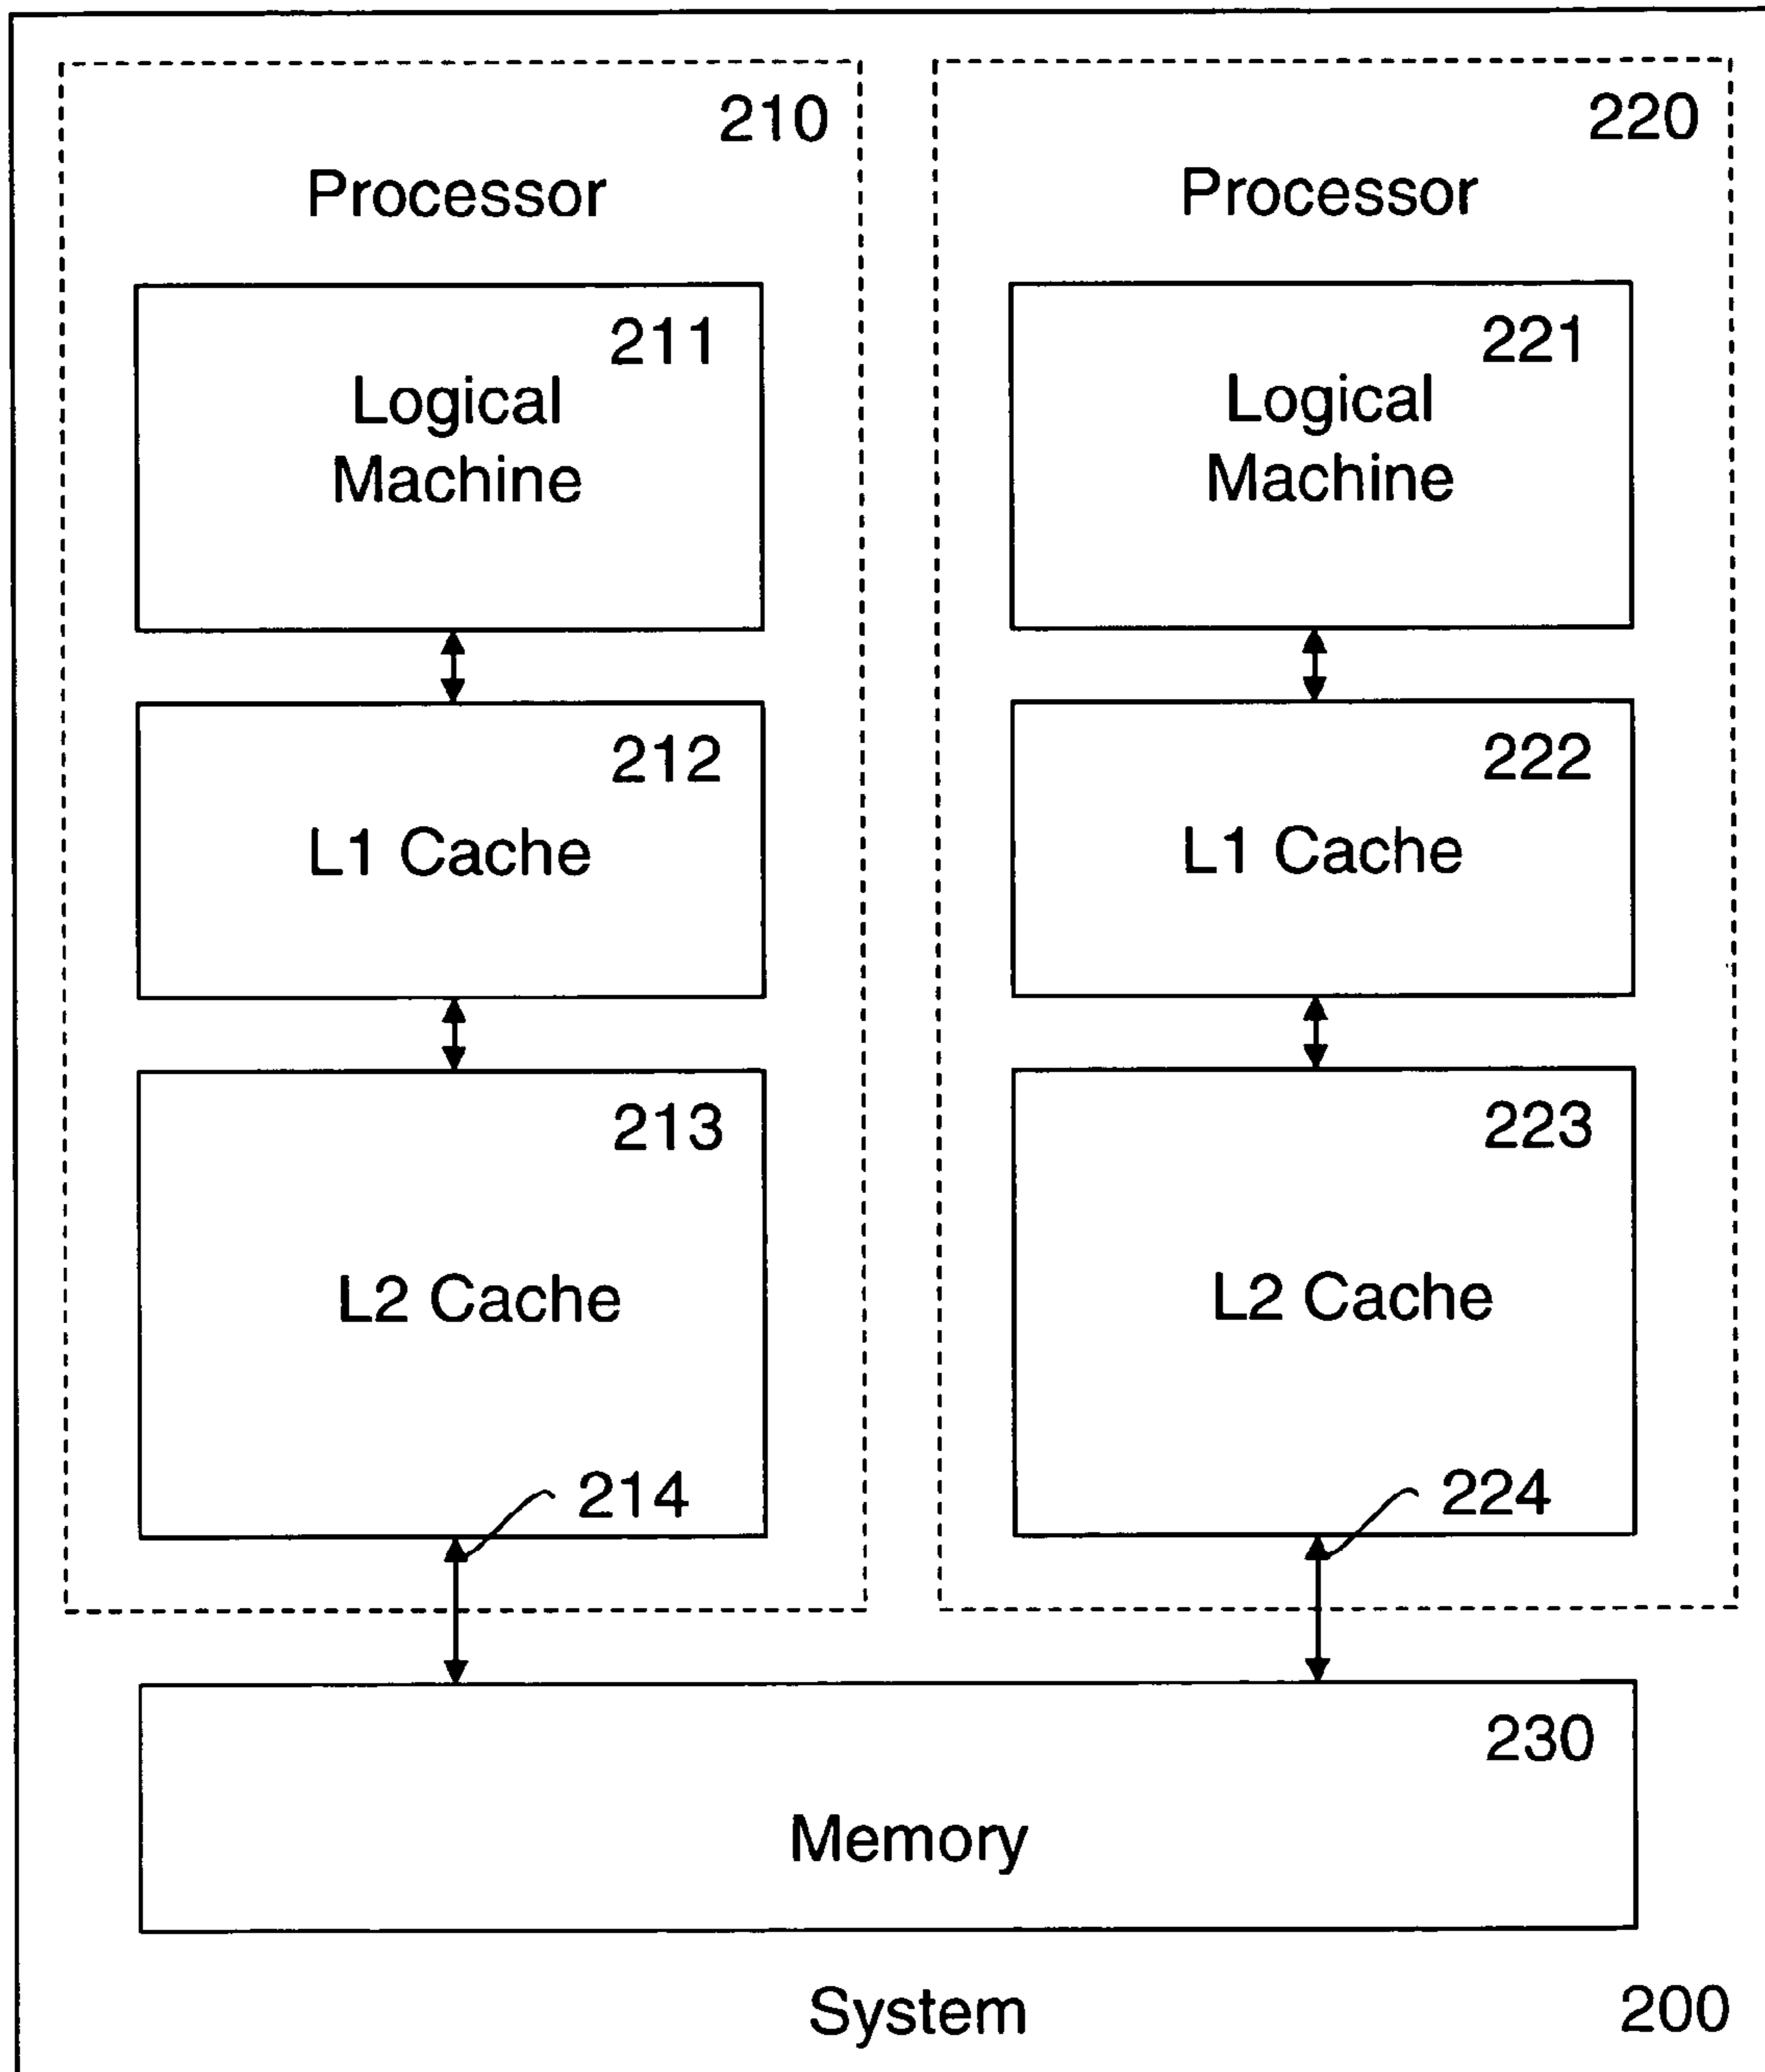 210
Processor
211
Logical
Machine
212
L1 Cache
213
L2 Cache
214
220
Processor
221
Logical
Machine
222
L1 Cache
223
L2 Cache
224
230
Memory
System
200